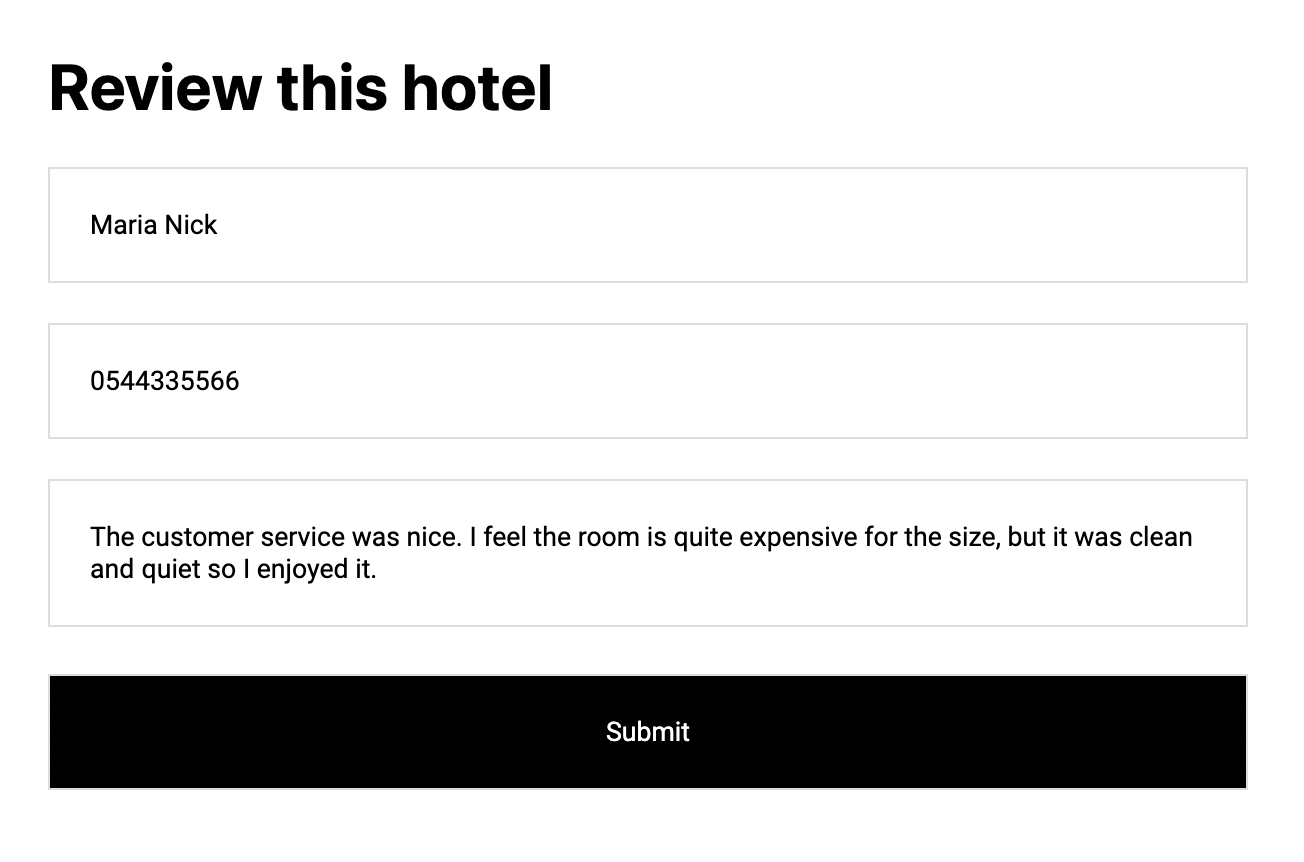 Review this hotel
Maria Nick
0544335566
The customer service was nice. I feel the room is quite expensive for the size, but it was clean
and quiet so I enjoyed it.
Submit